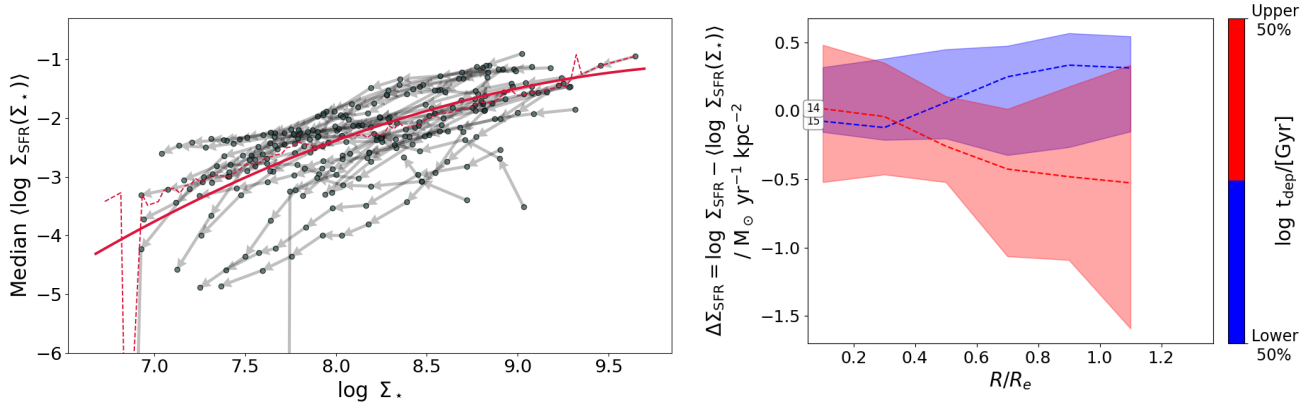 Median ⟨log Σ_SFR(Σ⋆)⟩
−1
−2
−3
−4
−5
−6
7.0 7.5 8.0 8.5 9.0 9.5
log Σ⋆
ΔΣ_SFR = log Σ_SFR − ⟨log Σ_SFR(Σ⋆)⟩
/ M⊙ yr⁻¹ kpc⁻²
0.5
0.0
−0.5
−1.0
−1.5
14
15
0.2 0.4 0.6 0.8 1.0 1.2
R/R_e
Upper
50%
log t_dep/[Gyr]
Lower
50%